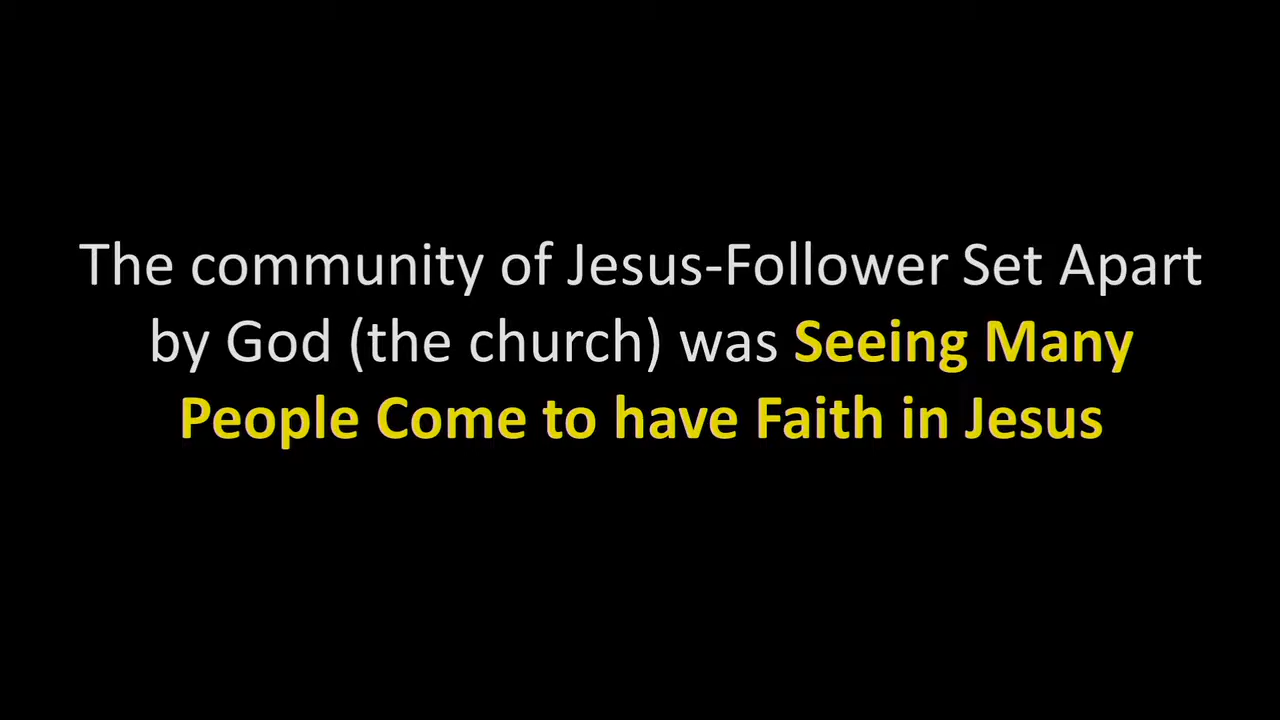 The community of Jesus-Follower Set Apart
by God (the church) was Seeing Many
People Come to have Faith in Jesus